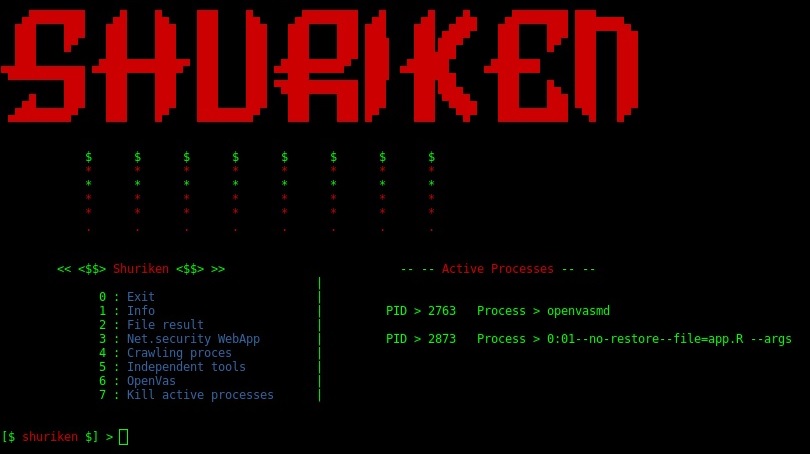 SHURIKEN
$ $ $ $ $ $ $ $
* * * * * * * *
* * * * * * * *
* * * * * * * *
* * * * * * * *
. . . . . . . .
<< <$$> Shuriken <$$> >>
0 : Exit
1 : Info
2 : File result
3 : Net.security WebApp
4 : Crawling proces
5 : Independent tools
6 : OpenVas
7 : Kill active processes
-- -- Active Processes -- --
PID > 2763 Process > openvasmd
PID > 2873 Process > 0:01--no-restore--file=app.R --args
[$ shuriken $] >